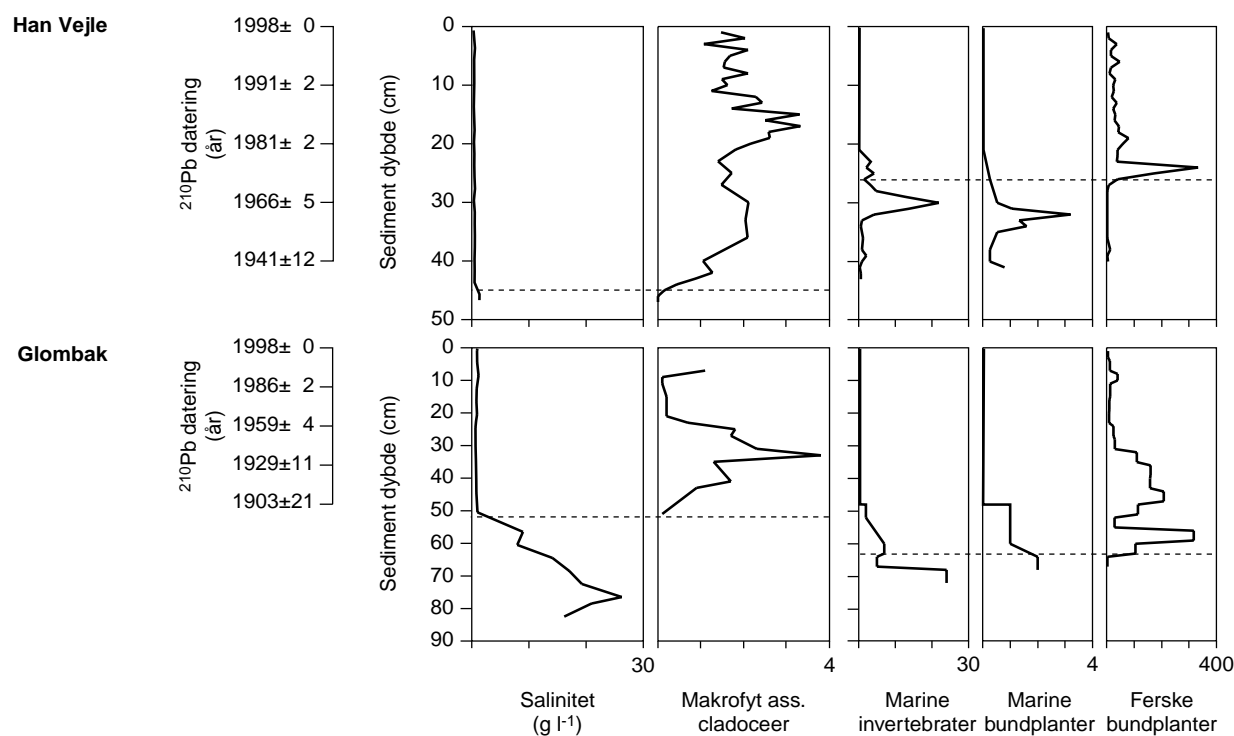 Han Vejle
210Pb datering
(år)
1998± 0
1991± 2
1981± 2
1966± 5
1941±12
Sediment dybde (cm)
0
10
20
30
40
50
Glombak
210Pb datering
(år)
1998± 0
1986± 2
1959± 4
1929±11
1903±21
Sediment dybde (cm)
0
10
20
30
40
50
60
70
80
90
30
4
30
4
400
Salinitet
(g l-1)
Makrofyt ass.
cladoceer
Marine
invertebrater
Marine
bundplanter
Ferske
bundplanter